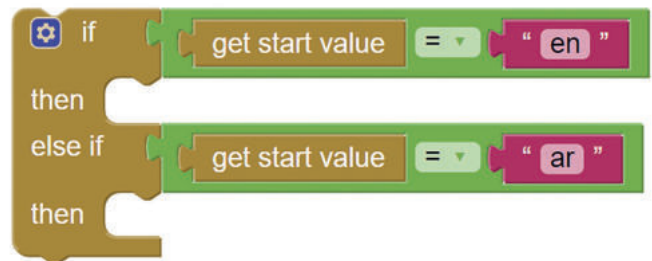 if get start value = “ en ”
then
else if get start value = “ ar ”
then